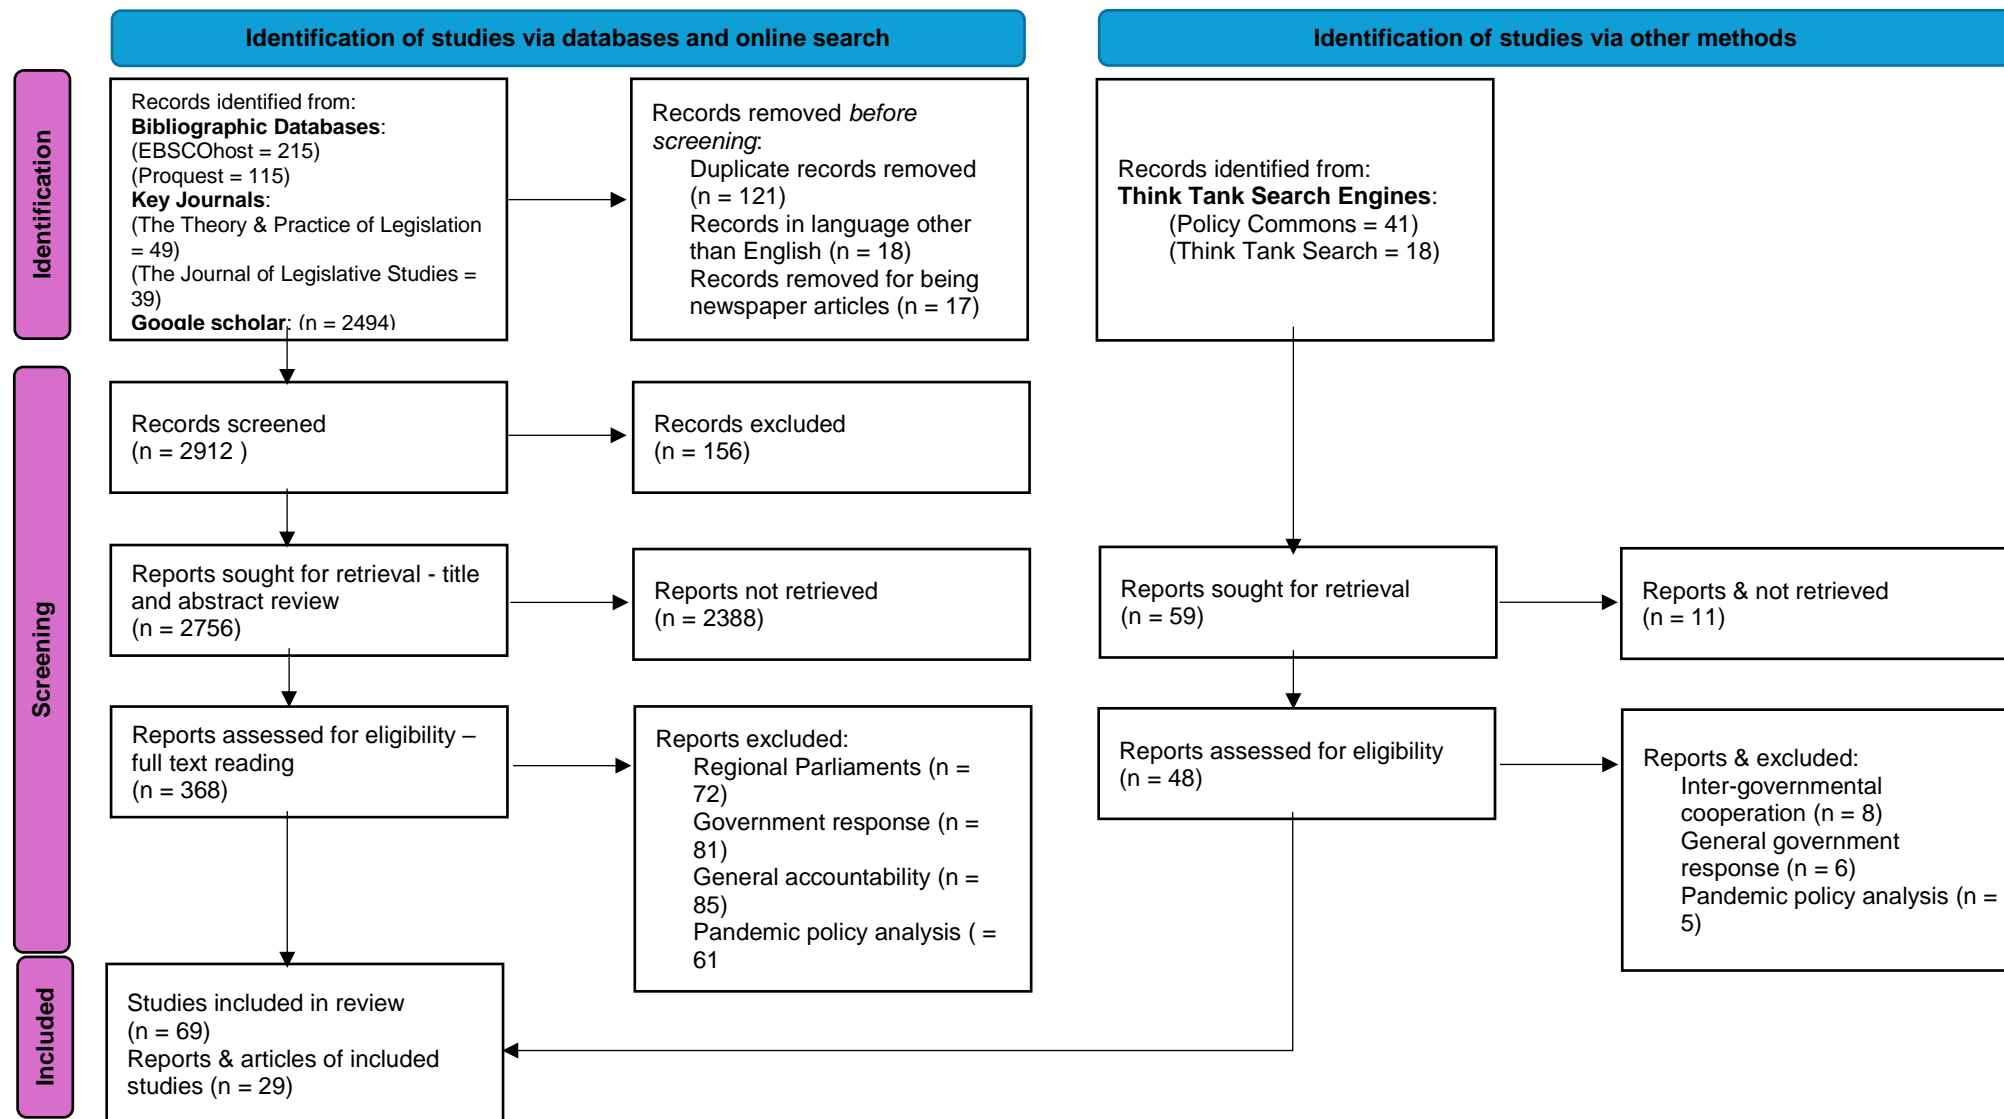 Identification of studies via databases and online search
Identification of studies via other methods
Identification
Records identified from:
Bibliographic Databases:
(EBSCOhost = 215)
(Proquest = 115)
Key Journals:
(The Theory & Practice of Legislation
= 49)
(The Journal of Legislative Studies =
39)
Google scholar: (n = 2494)
Records removed before
screening:
Duplicate records removed
(n = 121)
Records in language other
than English (n = 18)
Records removed for being
newspaper articles (n = 17)
Records identified from:
Think Tank Search Engines:
(Policy Commons = 41)
(Think Tank Search = 18)
Screening
Records screened
(n = 2912 )
Records excluded
(n = 156)
Reports sought for retrieval - title
and abstract review
(n = 2756)
Reports not retrieved
(n = 2388)
Reports sought for retrieval
(n = 59)
Reports & not retrieved
(n = 11)
Reports assessed for eligibility –
full text reading
(n = 368)
Reports excluded:
Regional Parliaments (n =
72)
Government response (n =
81)
General accountability (n =
85)
Pandemic policy analysis ( =
61
Reports assessed for eligibility
(n = 48)
Reports & excluded:
Inter-governmental
cooperation (n = 8)
General government
response (n = 6)
Pandemic policy analysis (n =
5)
Included
Studies included in review
(n = 69)
Reports & articles of included
studies (n = 29)